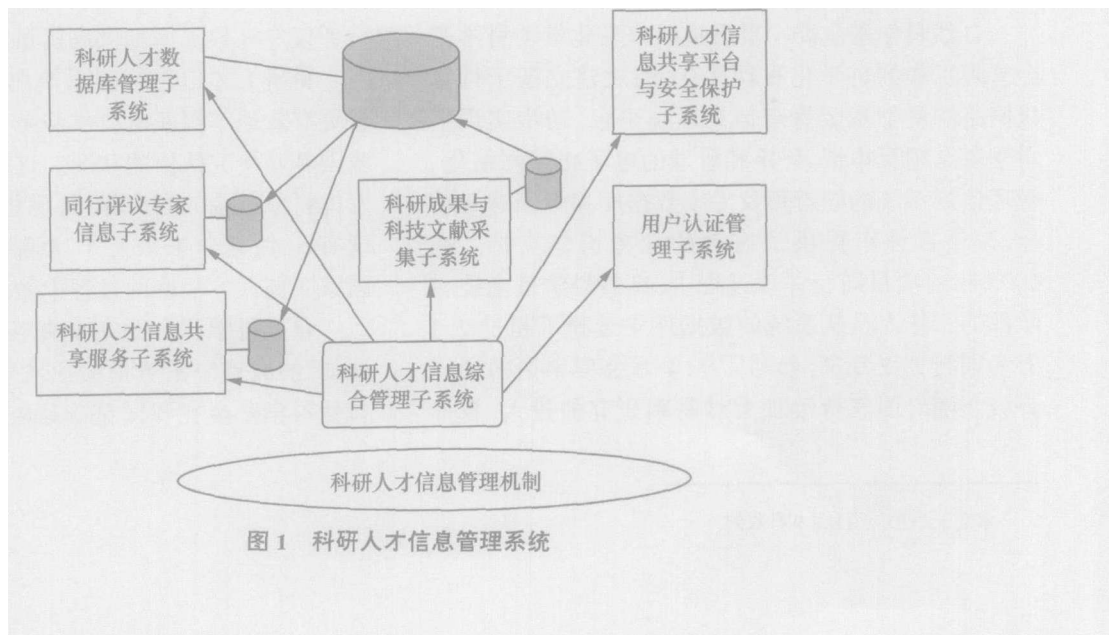 科研人才数
据库管理子
系统
科研人才信
息共享平台
与安全保护
子系统
同行评议专家
信息子系统
科研成果与
科技文献采
集子系统
用户认证管
理子系统
科研人才信息共
享服务子系统
科研人才信息综
合管理子系统
科研人才信息管理机制
图 1 科研人才信息管理系统